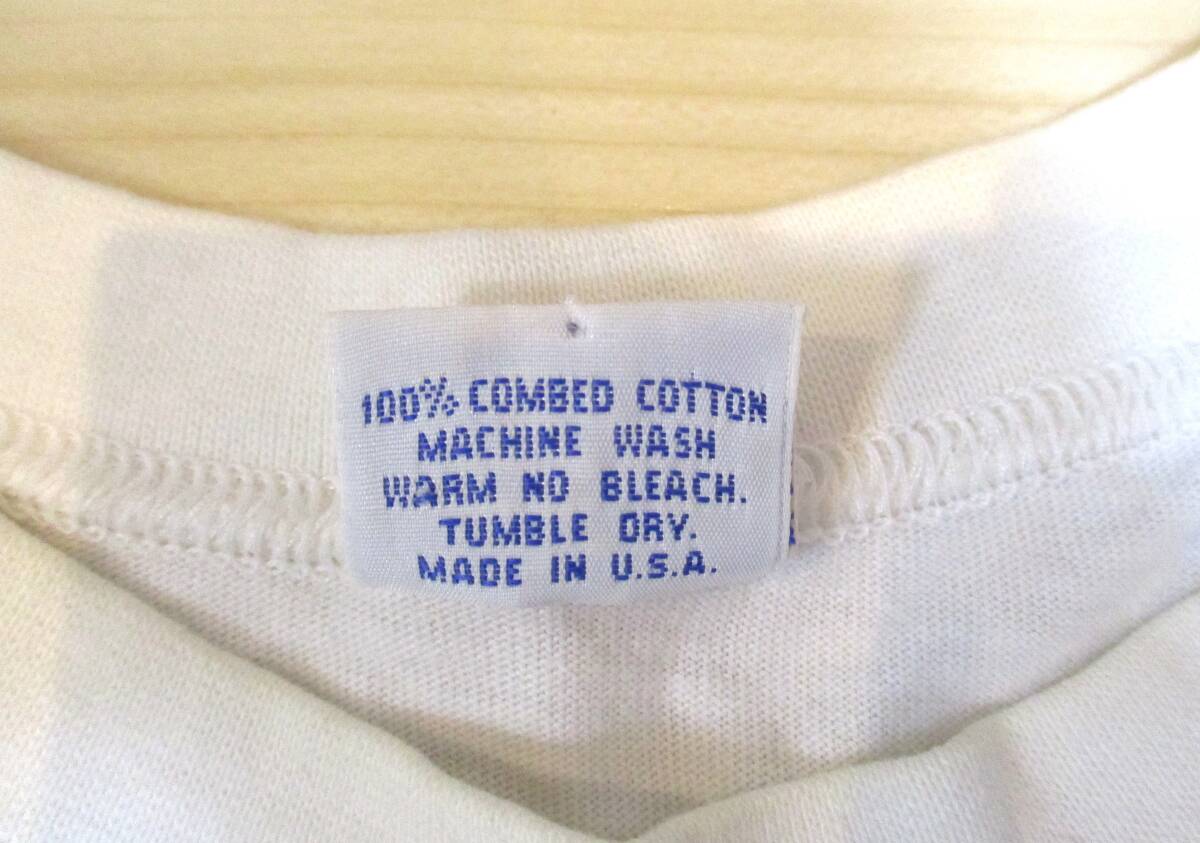 100% COMBED COTTON
MACHINE WASH
WARM NO BLEACH.
TUMBLE DRY.
MADE IN U.S.A.